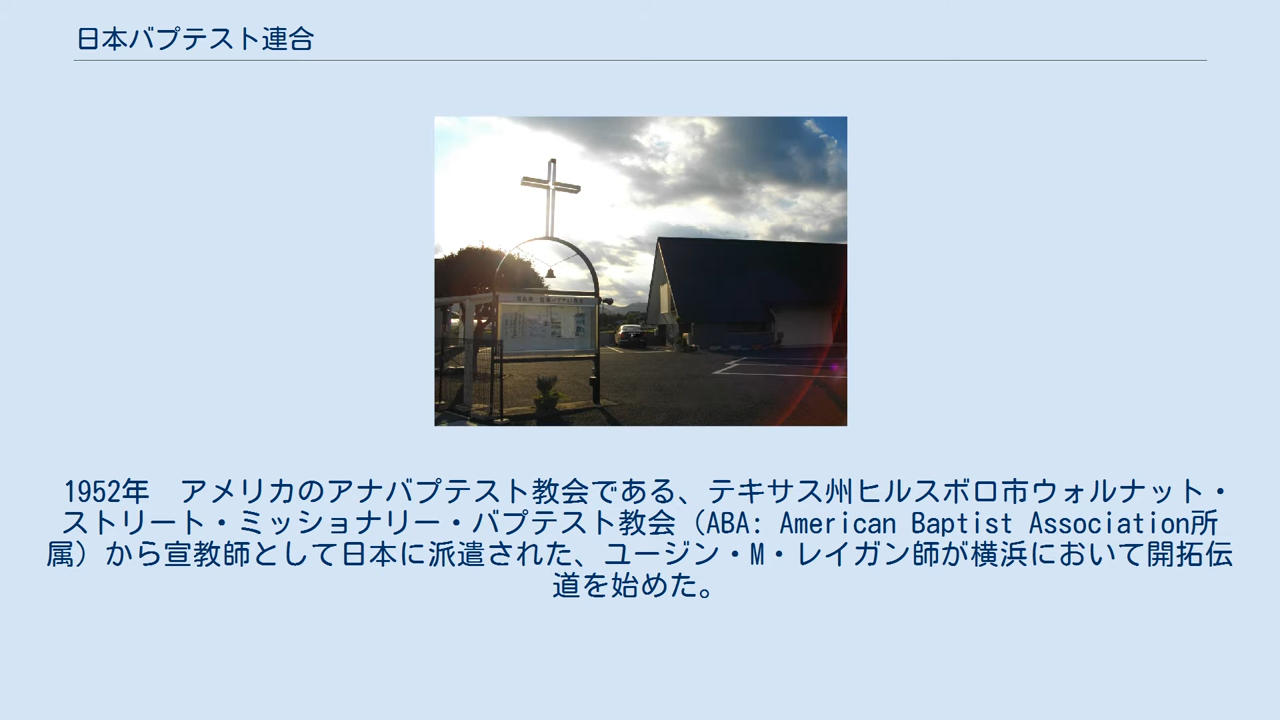 日本バプテスト連合
1952年　アメリカのアナバプテスト教会である、テキサス州ヒルスボロ市ウォルナット・
ストリート・ミッショナリー・バプテスト教会（ABA: American Baptist Association所
属）から宣教師として日本に派遣された、ユージン・M・レイガン師が横浜において開拓伝
道を始めた。